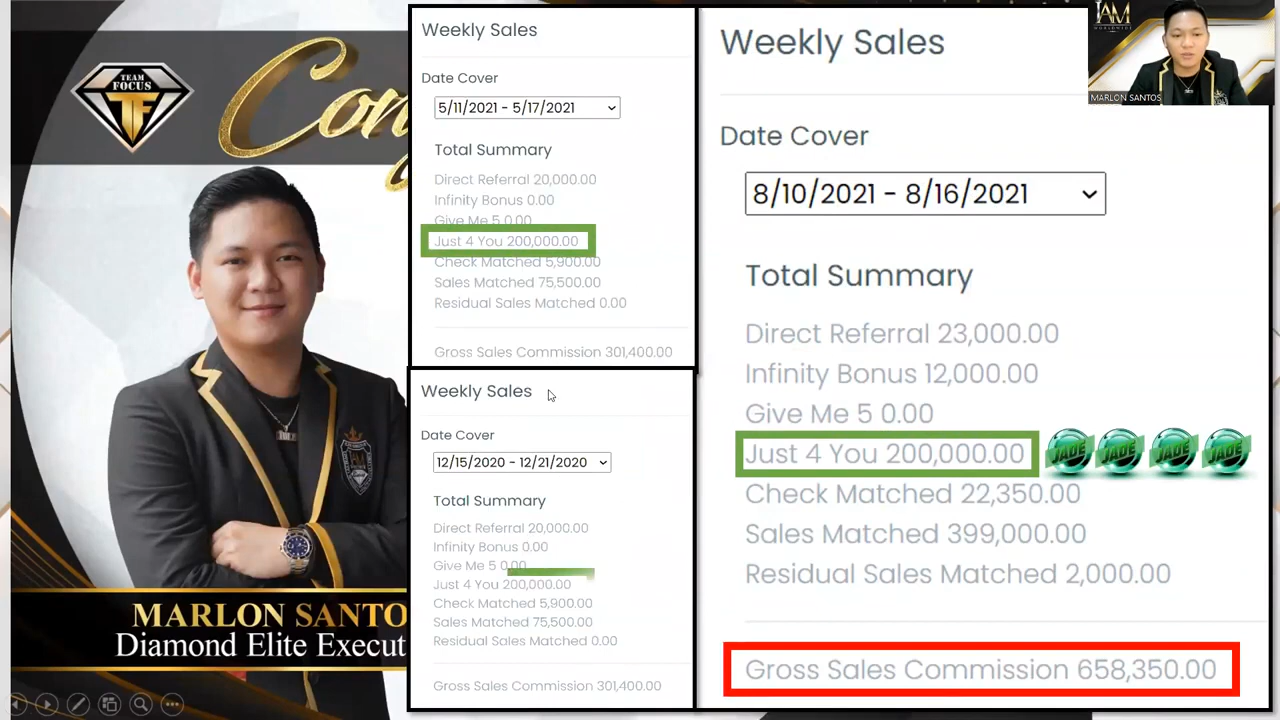 TEAM
FOCUS
TF
Con
MARLON SANTO
Diamond Elite Execut
Weekly Sales
Date Cover
5/11/2021 - 5/17/2021
Total Summary
Direct Referral 20,000.00
Infinity Bonus 0.00
Give Me 5 0.00
Just 4 You 200,000.00
Check Matched 5,900.00
Sales Matched 75,500.00
Residual Sales Matched 0.00
Gross Sales Commission 301,400.00
Weekly Sales
Date Cover
12/15/2020 - 12/21/2020
Total Summary
Direct Referral 20,000.00
Infinity Bonus 0.00
Give Me 5 0.00
Just 4 You 200,000.00
Check Matched 5,900.00
Sales Matched 75,500.00
Residual Sales Matched 0.00
Gross Sales Commission 301,400.00
Weekly Sales
Date Cover
8/10/2021 - 8/16/2021
Total Summary
Direct Referral 23,000.00
Infinity Bonus 12,000.00
Give Me 5 0.00
Just 4 You 200,000.00
JADE JADE JADE JADE
Check Matched 22,350.00
Sales Matched 399,000.00
Residual Sales Matched 2,000.00
Gross Sales Commission 658,350.00
IAM
WORLDWIDE
MARLON SANTOS